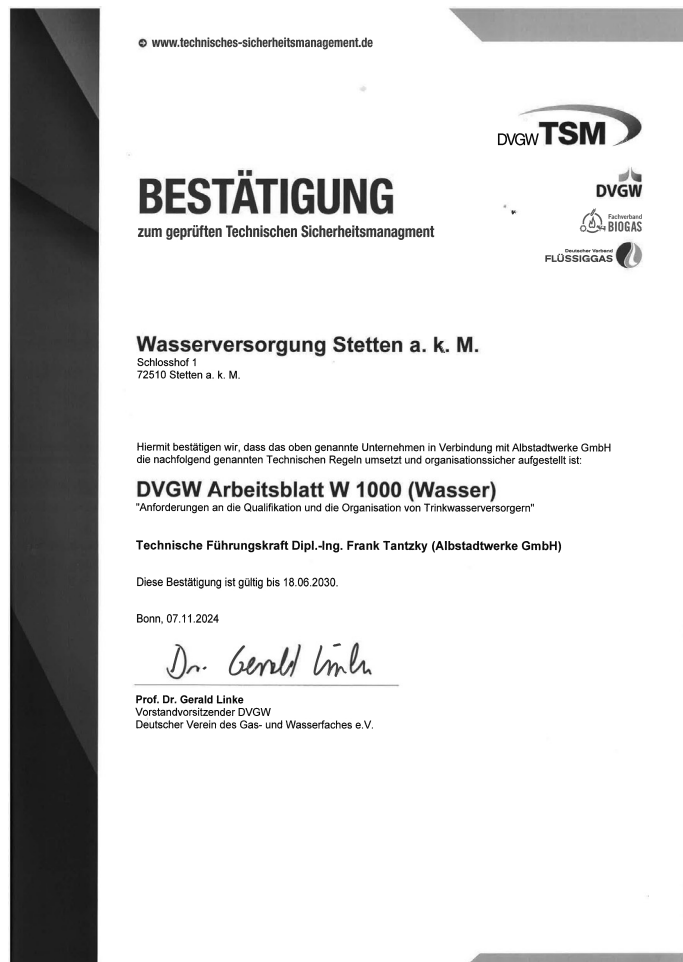 www.technisches-sicherheitsmanagement.de
DVGW TSM
DVGW
Fachverband
BIOGAS
Deutscher Verband
FLÜSSIGGAS
BESTÄTIGUNG
zum geprüften Technischen Sicherheitsmanagment
Wasserversorgung Stetten a. k. M.
Schlosshof 1
72510 Stetten a. k. M.
Hiermit bestätigen wir, dass das oben genannte Unternehmen in Verbindung mit Albstadtwerke GmbH
die nachfolgend genannten Technischen Regeln umsetzt und organisationssicher aufgestellt ist:
DVGW Arbeitsblatt W 1000 (Wasser)
"Anforderungen an die Qualifikation und die Organisation von Trinkwasserversorgern"
Technische Führungskraft Dipl.-Ing. Frank Tantzky (Albstadtwerke GmbH)
Diese Bestätigung ist gültig bis 18.06.2030.
Bonn, 07.11.2024
Dr. Gerald Linke
Prof. Dr. Gerald Linke
Vorstandvorsitzender DVGW
Deutscher Verein des Gas- und Wasserfaches e.V.